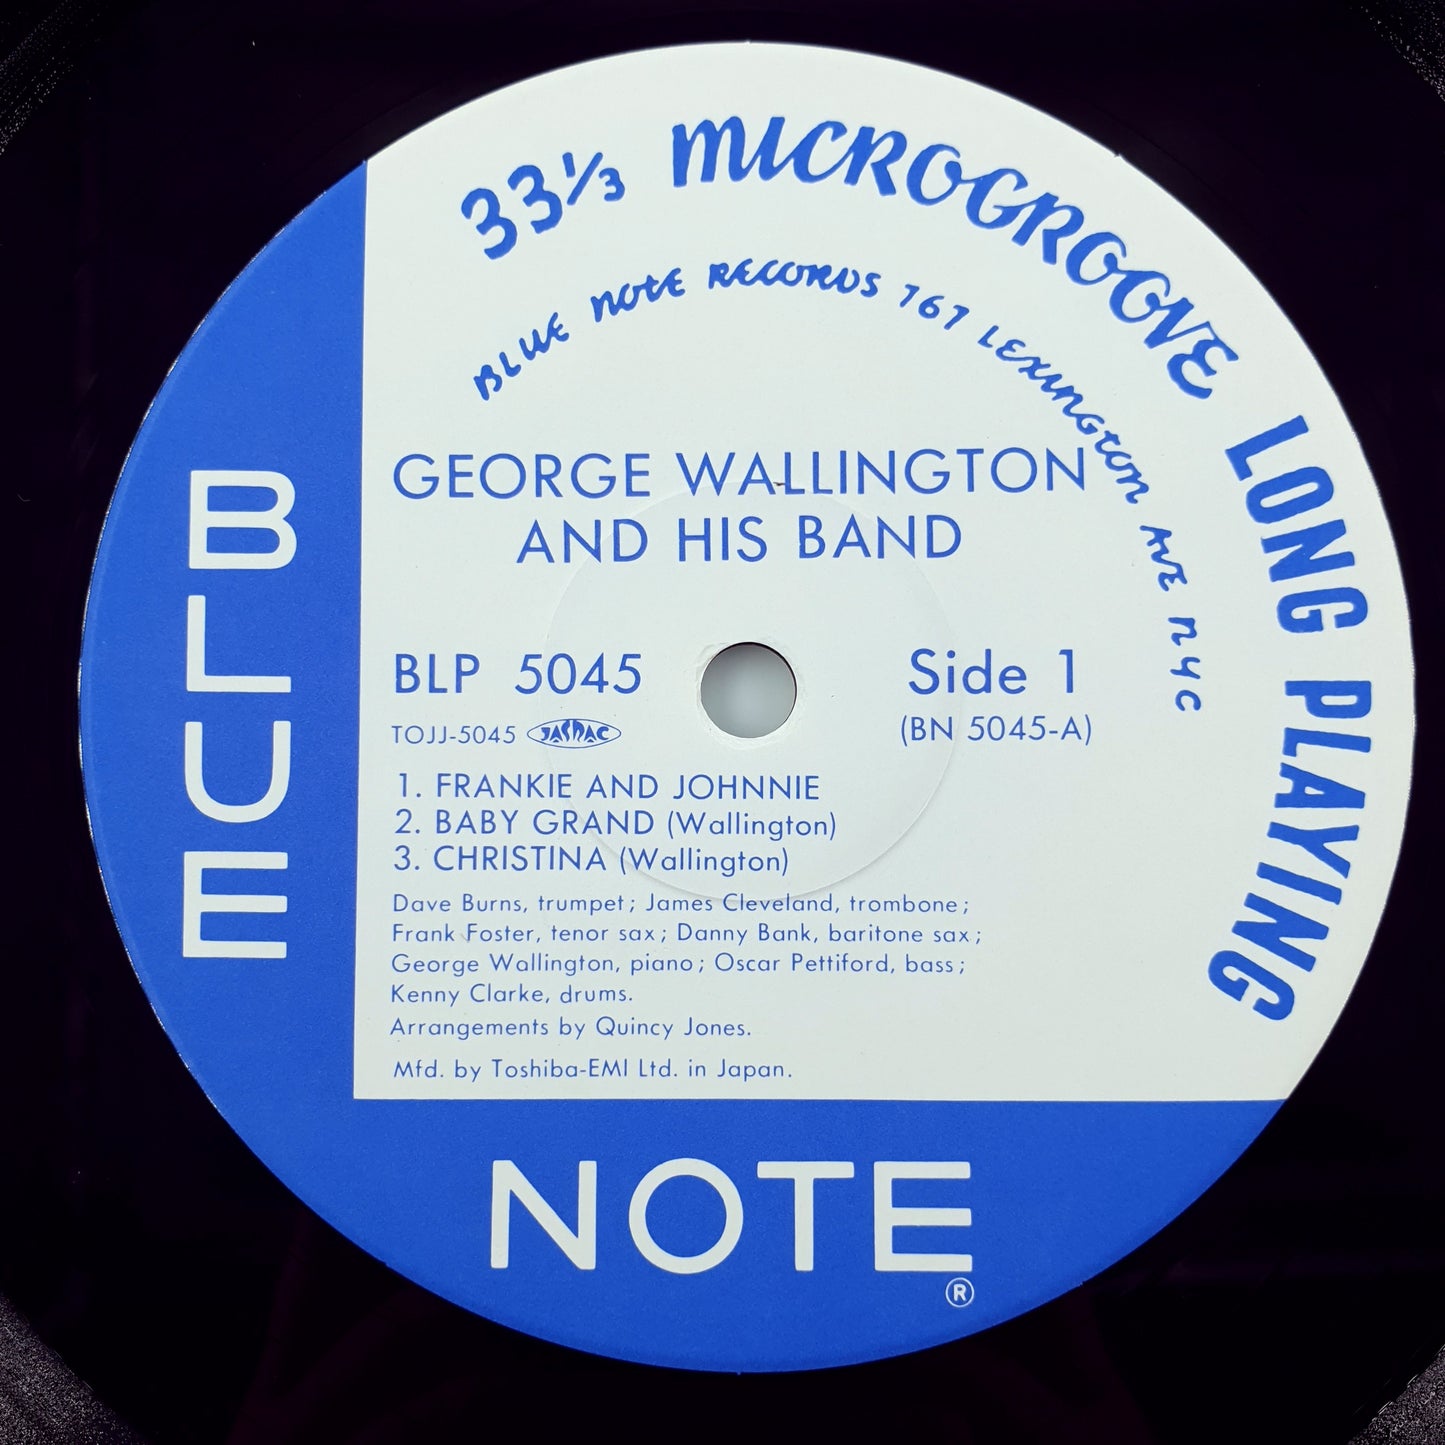 33⅓ MICROGROOVE LONG PLAYING
BLUE NOTE RECORDS 767 LEXINGTON AVE NYC
GEORGE WALLINGTON
AND HIS BAND
BLP 5045
Side 1
TOJJ-5045 JASRAC
(BN 5045-A)
1. FRANKIE AND JOHNNIE
2. BABY GRAND (Wallington)
3. CHRISTINA (Wallington)
Dave Burns, trumpet; James Cleveland, trombone;
Frank Foster, tenor sax; Danny Bank, baritone sax;
George Wallington, piano; Oscar Pettiford, bass;
Kenny Clarke, drums.
Arrangements by Quincy Jones.
Mfd. by Toshiba-EMI Ltd. in Japan.
BLUE
NOTE®